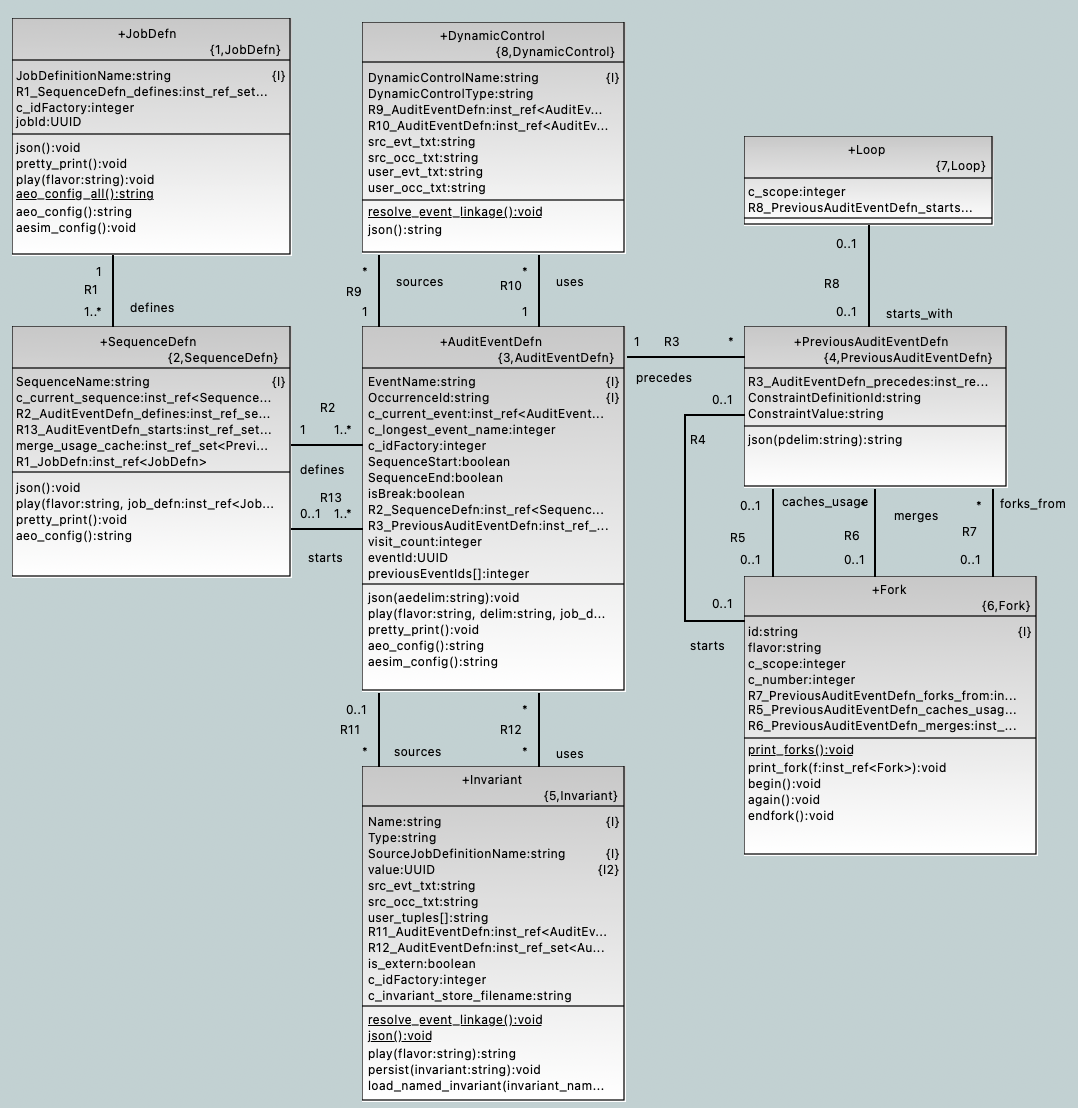 +JobDefn
{1,JobDefn}
JobDefinitionName:string {I}
R1_SequenceDefn_defines:inst_ref_set...
c_idFactory:integer
jobId:UUID
json():void
pretty_print():void
play(flavor:string):void
aeo_config_all():string
aeo_config():string
aesim_config():void
+DynamicControl
{8,DynamicControl}
DynamicControlName:string {I}
DynamicControlType:string
R9_AuditEventDefn:inst_ref<AuditEv...
R10_AuditEventDefn:inst_ref<AuditEv...
src_evt_txt:string
src_occ_txt:string
user_evt_txt:string
user_occ_txt:string
resolve_event_linkage():void
json():string
+Loop
{7,Loop}
c_scope:integer
R8_PreviousAuditEventDefn_starts...
1
R1
1..*
defines
*
R9
1
sources
*
R10
1
uses
0..1
R8
0..1
starts_with
+SequenceDefn
{2,SequenceDefn}
SequenceName:string {I}
c_current_sequence:inst_ref<Sequence...
R2_AuditEventDefn_defines:inst_ref_se...
R13_AuditEventDefn_starts:inst_ref_set...
merge_usage_cache:inst_ref_set<Previ...
R1_JobDefn:inst_ref<JobDefn>
json():void
play(flavor:string, job_defn:inst_ref<Job...
pretty_print():void
aeo_config():string
R2
1 1..*
defines
R13
0..1 1..*
starts
+AuditEventDefn
{3,AuditEventDefn}
EventName:string {I}
OccurrenceId:string {I}
c_current_event:inst_ref<AuditEvent...
c_longest_event_name:integer
c_idFactory:integer
SequenceStart:boolean
SequenceEnd:boolean
isBreak:boolean
R2_SequenceDefn:inst_ref<Sequenc...
R3_PreviousAuditEventDefn:inst_ref_...
visit_count:integer
eventId:UUID
previousEventIds[]:integer
json(aedelim:string):void
play(flavor:string, delim:string, job_d...
pretty_print():void
aeo_config():string
aesim_config():string
1 R3 *
precedes
+PreviousAuditEventDefn
{4,PreviousAuditEventDefn}
R3_AuditEventDefn_precedes:inst_re...
ConstraintDefinitionId:string
ConstraintValue:string
json(pdelim:string):string
0..1
R4
0..1
starts
0..1
R5
0..1
caches_usage
*
R6
0..1
merges
*
R7
0..1
forks_from
+Fork
{6,Fork}
id:string {I}
flavor:string
c_scope:integer
c_number:integer
R7_PreviousAuditEventDefn_forks_from:in...
R5_PreviousAuditEventDefn_caches_usag...
R6_PreviousAuditEventDefn_merges:inst_...
print_forks():void
print_fork(f:inst_ref<Fork>):void
begin():void
again():void
endfork():void
0..1
R11
*
sources
*
R12
*
uses
+Invariant
{5,Invariant}
Name:string {I}
Type:string
SourceJobDefinitionName:string {I}
value:UUID {I2}
src_evt_txt:string
src_occ_txt:string
user_tuples[]:string
R11_AuditEventDefn:inst_ref<AuditEv...
R12_AuditEventDefn:inst_ref_set<Au...
is_extern:boolean
c_idFactory:integer
c_invariant_store_filename:string
resolve_event_linkage():void
json():void
play(flavor:string):string
persist(invariant:string):void
load_named_invariant(invariant_nam...